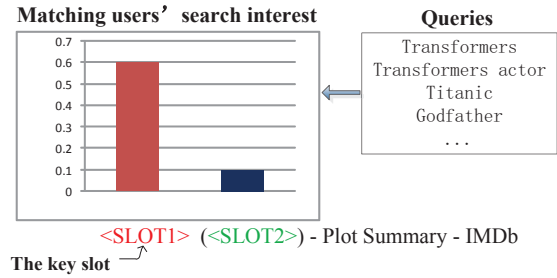 Matching users’ search interest
Queries
0.7
0.6
0.5
0.4
0.3
0.2
0.1
0
Transformers
Transformers actor
Titanic
Godfather
...
<SLOT1> (<SLOT2>) - Plot Summary - IMDb
The key slot